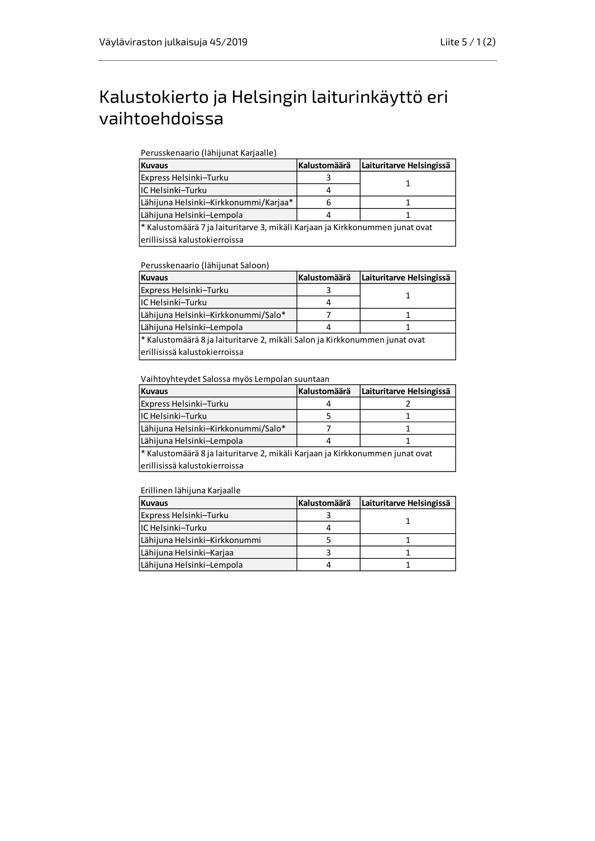 Väyläviraston julkaisuja 45/2019 Liite 5 / 1 (2)
Kalustokierto ja Helsingin laiturinkäyttö eri
vaihtoehdoissa
Perusskenaario (lähijunat Karjaalle)
Kuvaus Kalustomäärä Laituritarve Helsingissä
Express Helsinki–Turku 3 1
IC Helsinki–Turku 4
Lähijuna Helsinki–Kirkkonummi/Karjaa* 6 1
Lähijuna Helsinki–Lempola 4 1
* Kalustomäärä 7 ja laituritarve 3, mikäli Karjaan ja Kirkkonummen junat ovat
erillisissä kalustokierroissa
Perusskenaario (lähijunat Saloon)
Kuvaus Kalustomäärä Laituritarve Helsingissä
Express Helsinki–Turku 3 1
IC Helsinki–Turku 4
Lähijuna Helsinki–Kirkkonummi/Salo* 7 1
Lähijuna Helsinki–Lempola 4 1
* Kalustomäärä 8 ja laituritarve 2, mikäli Salon ja Kirkkonummen junat ovat
erillisissä kalustokierroissa
Vaihtoyhteydet Salossa myös Lempolan suuntaan
Kuvaus Kalustomäärä Laituritarve Helsingissä
Express Helsinki–Turku 4 2
IC Helsinki–Turku 5 1
Lähijuna Helsinki–Kirkkonummi/Salo* 7 1
Lähijuna Helsinki–Lempola 4 1
* Kalustomäärä 8 ja laituritarve 2, mikäli Karjaan ja Kirkkonummen junat ovat
erillisissä kalustokierroissa
Erillinen lähijuna Karjaalle
Kuvaus Kalustomäärä Laituritarve Helsingissä
Express Helsinki–Turku 3 1
IC Helsinki–Turku 4
Lähijuna Helsinki–Kirkkonummi 5 1
Lähijuna Helsinki–Karjaa 3 1
Lähijuna Helsinki–Lempola 4 1